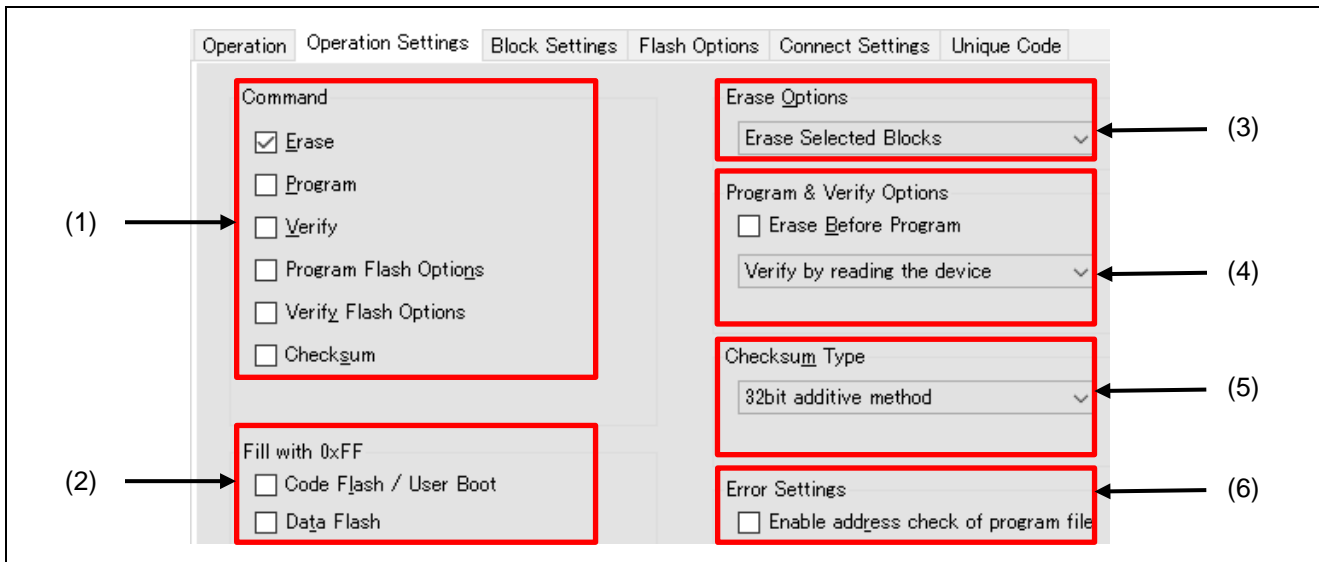 Operation Operation Settings Block Settings Flash Options Connect Settings Unique Code
Command
Erase
Program
Verify
Program Flash Options
Verify Flash Options
Checksum
(1)
Fill with 0xFF
Code Flash / User Boot
Data Flash
(2)
Erase Options
Erase Selected Blocks
(3)
Program & Verify Options
Erase Before Program
Verify by reading the device
(4)
Checksum Type
32bit additive method
(5)
Error Settings
Enable address check of program file
(6)